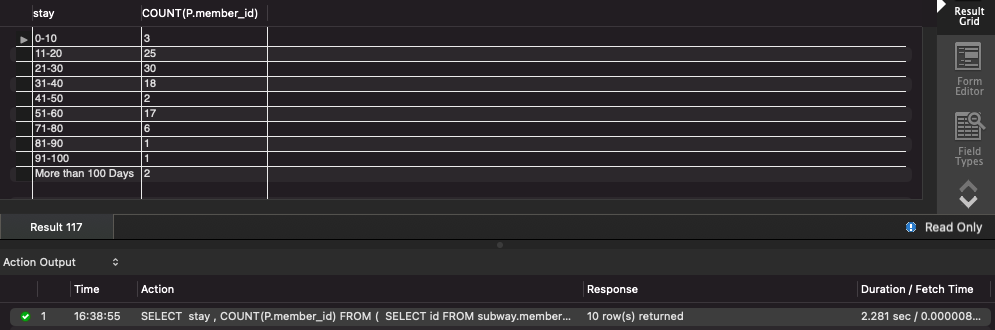 stay COUNT(P.member_id)
0-10 3
11-20 25
21-30 30
31-40 18
41-50 2
51-60 17
71-80 6
81-90 1
91-100 1
More than 100 Days 2
Result
Grid
Form
Editor
Field
Types
Result 117
Read Only
Action Output
Time Action Response Duration / Fetch Time
1 16:38:55 SELECT stay , COUNT(P.member_id) FROM ( SELECT id FROM subway.member... 10 row(s) returned 2.281 sec / 0.000008...